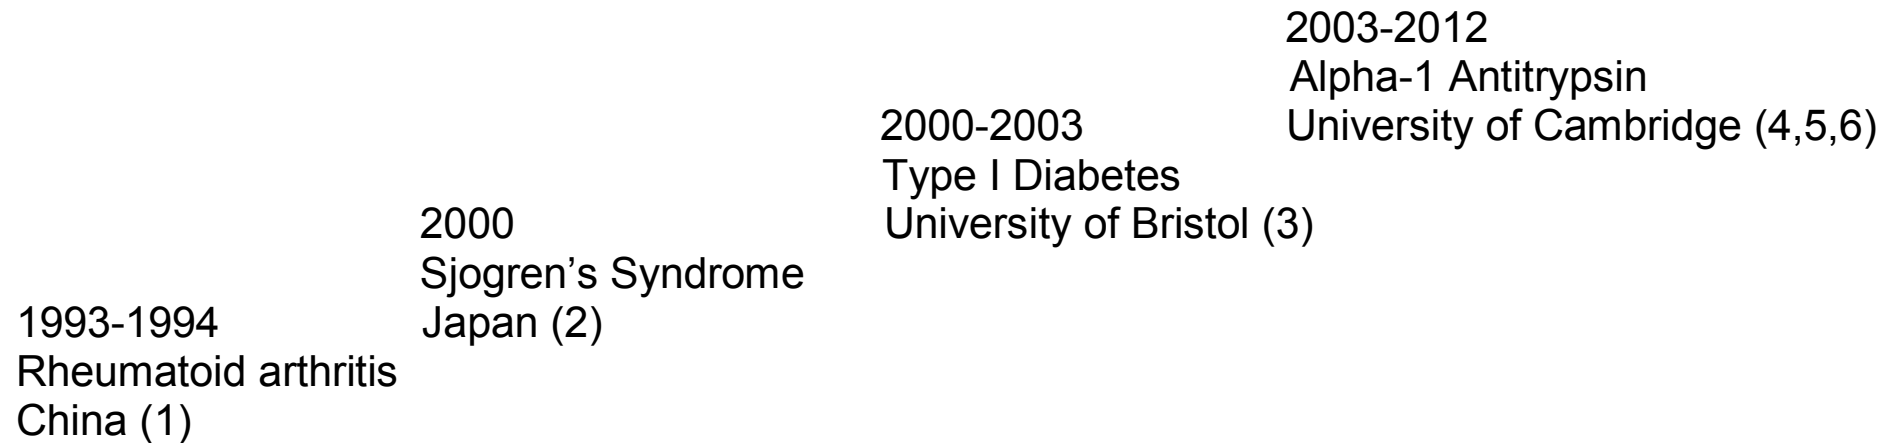 1993-1994
Rheumatoid arthritis
China (1)
2000
Sjogren’s Syndrome
Japan (2)
2000-2003
Type I Diabetes
University of Bristol (3)
2003-2012
Alpha-1 Antitrypsin
University of Cambridge (4,5,6)